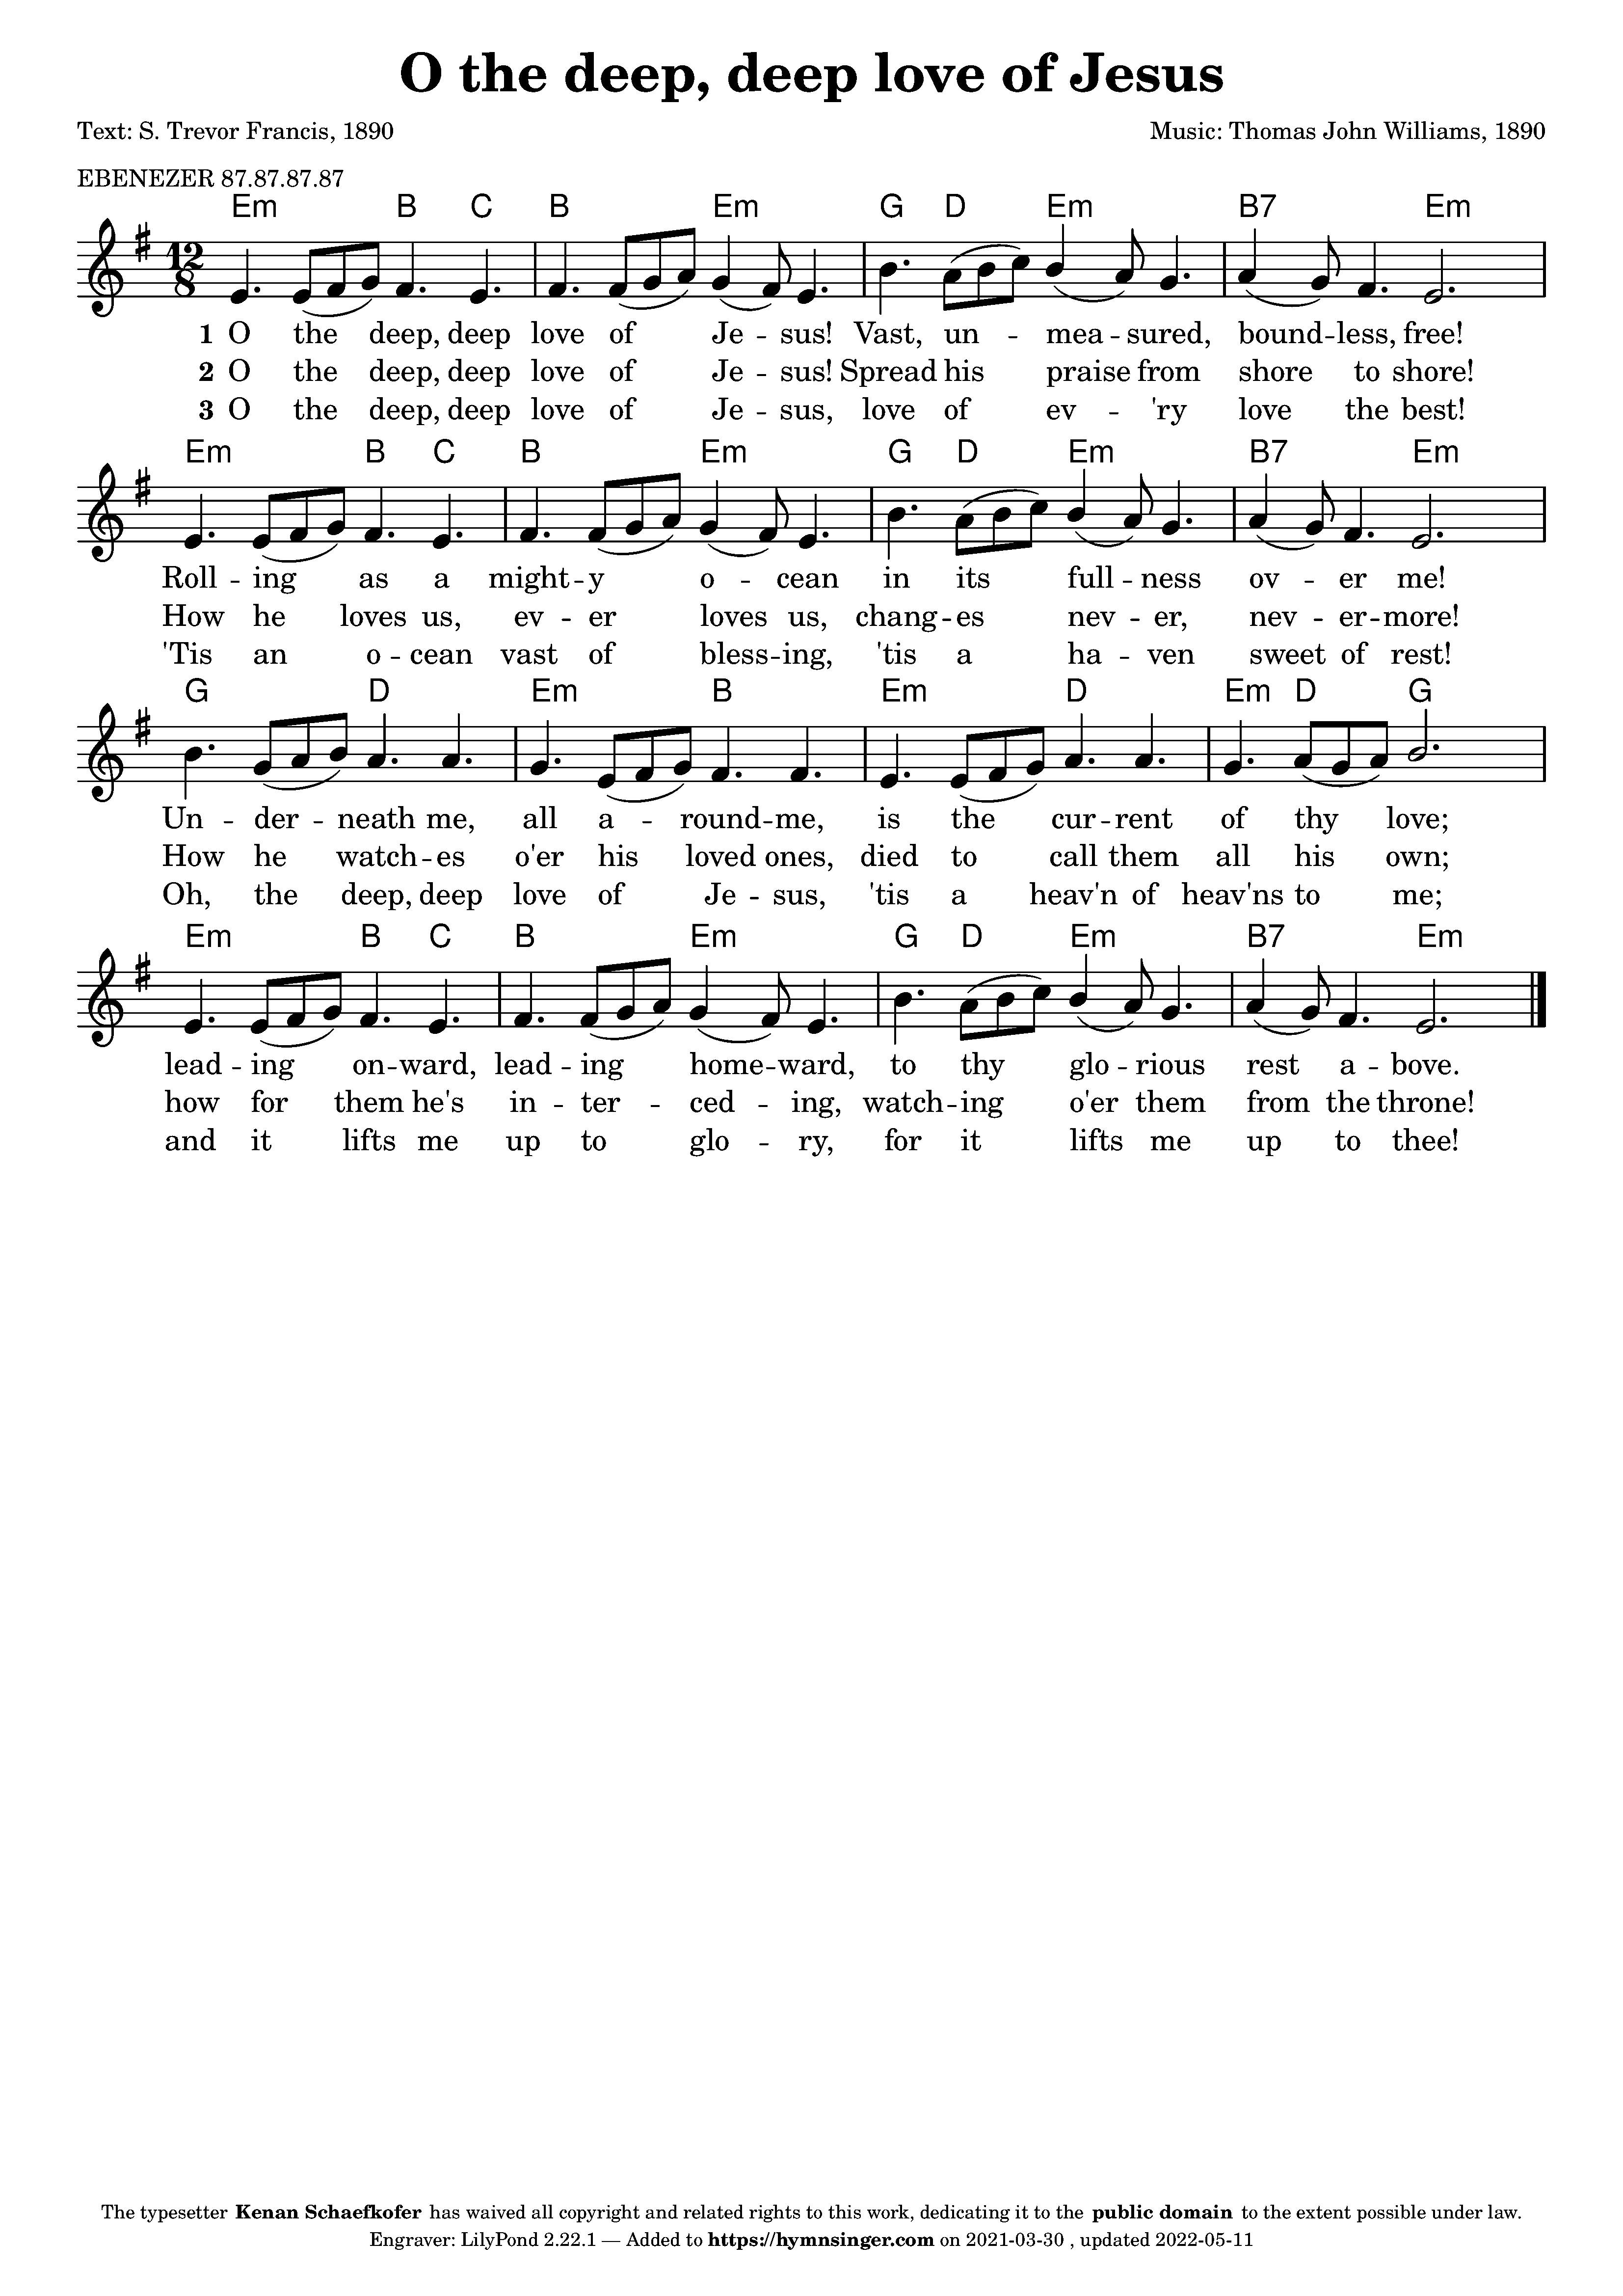 O the deep, deep love of Jesus
Text: S. Trevor Francis, 1890
Music: Thomas John Williams, 1890
EBENEZER 87.87.87.87
Em B C B Em G D Em B7 Em
12
8
1 O the deep, deep love of Je -- sus! Vast, un -- mea -- sured, bound -- less, free!
2 O the deep, deep love of Je -- sus! Spread his praise from shore to shore!
3 O the deep, deep love of Je -- sus, love of ev -- 'ry love the best!
Em B C B Em G D Em B7 Em
Roll -- ing as a might -- y o -- cean in its full -- ness ov -- er me!
How he loves us, ev -- er loves us, chang -- es nev -- er, nev -- er -- more!
'Tis an o -- cean vast of bless -- ing, 'tis a ha -- ven sweet of rest!
G D Em B Em D Em D G
Un -- der -- neath me, all a -- round -- me, is the cur -- rent of thy love;
How he watch -- es o'er his loved ones, died to call them all his own;
Oh, the deep, deep love of Je -- sus, 'tis a heav'n of heav'ns to me;
Em B C B Em G D Em B7 Em
lead -- ing on -- ward, lead -- ing home -- ward, to thy glo -- rious rest a -- bove.
how for them he's in -- ter -- ced -- ing, watch -- ing o'er them from the throne!
and it lifts me up to glo -- ry, for it lifts me up to thee!
The typesetter Kenan Schaefkofer has waived all copyright and related rights to this work, dedicating it to the public domain to the extent possible under law.
Engraver: LilyPond 2.22.1 — Added to https://hymnsinger.com on 2021-03-30 , updated 2022-05-11